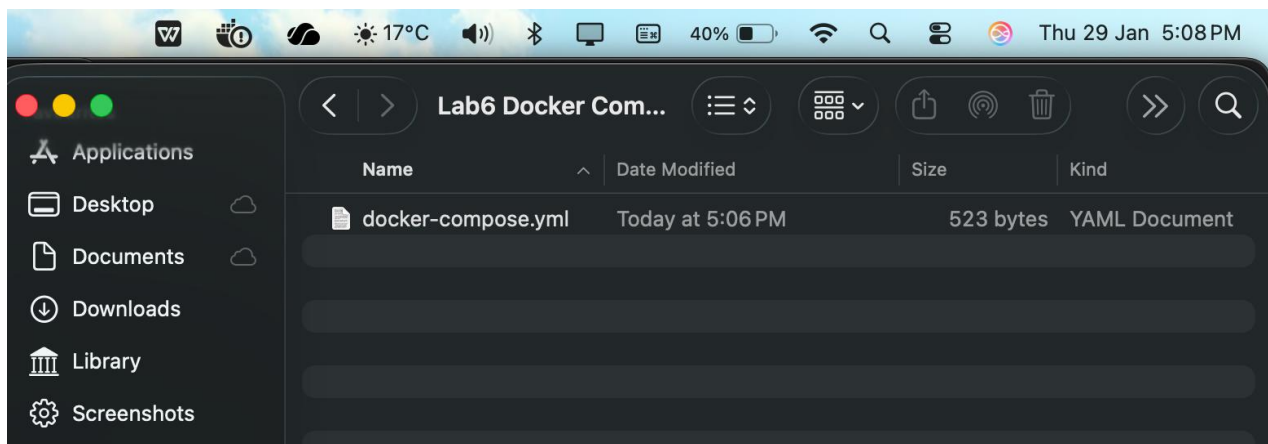 17°C 40% Thu 29 Jan 5:08 PM
Lab6 Docker Com...
Applications
Name Date Modified Size Kind
Desktop
docker-compose.yml Today at 5:06 PM 523 bytes YAML Document
Documents
Downloads
Library
Screenshots